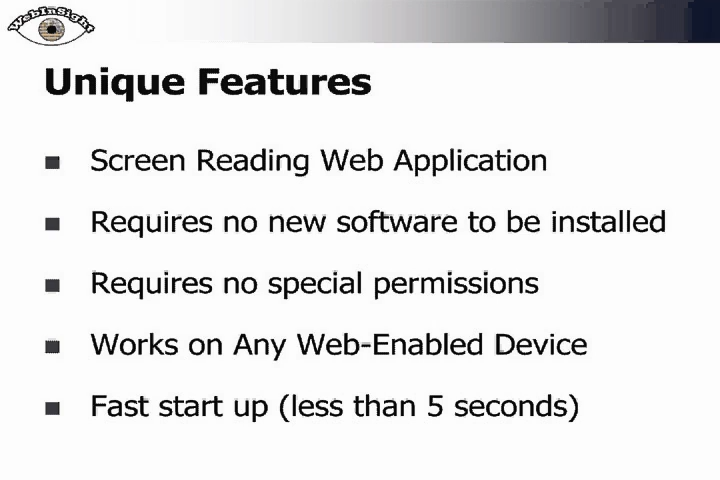 WebInSight
Unique Features
Screen Reading Web Application
Requires no new software to be installed
Requires no special permissions
Works on Any Web-Enabled Device
Fast start up (less than 5 seconds)